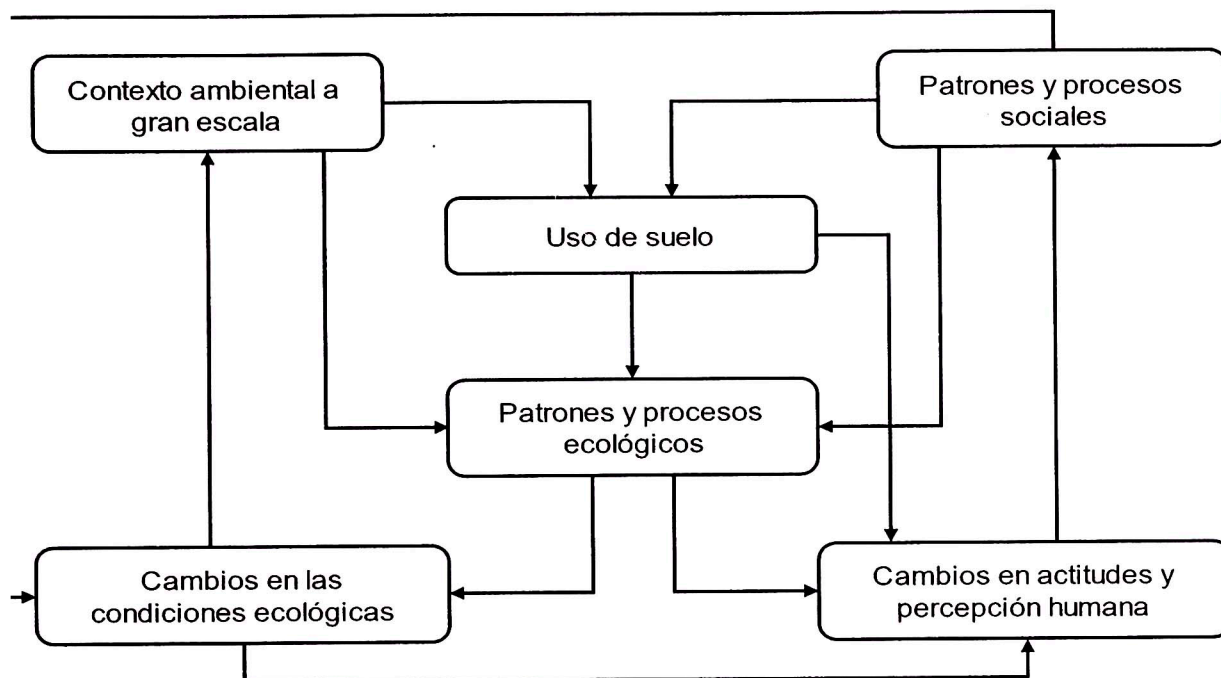 Contexto ambiental a
gran escala
Patrones y procesos
sociales
Uso de suelo
Patrones y procesos
ecológicos
Cambios en las
condiciones ecológicas
Cambios en actitudes y
percepción humana